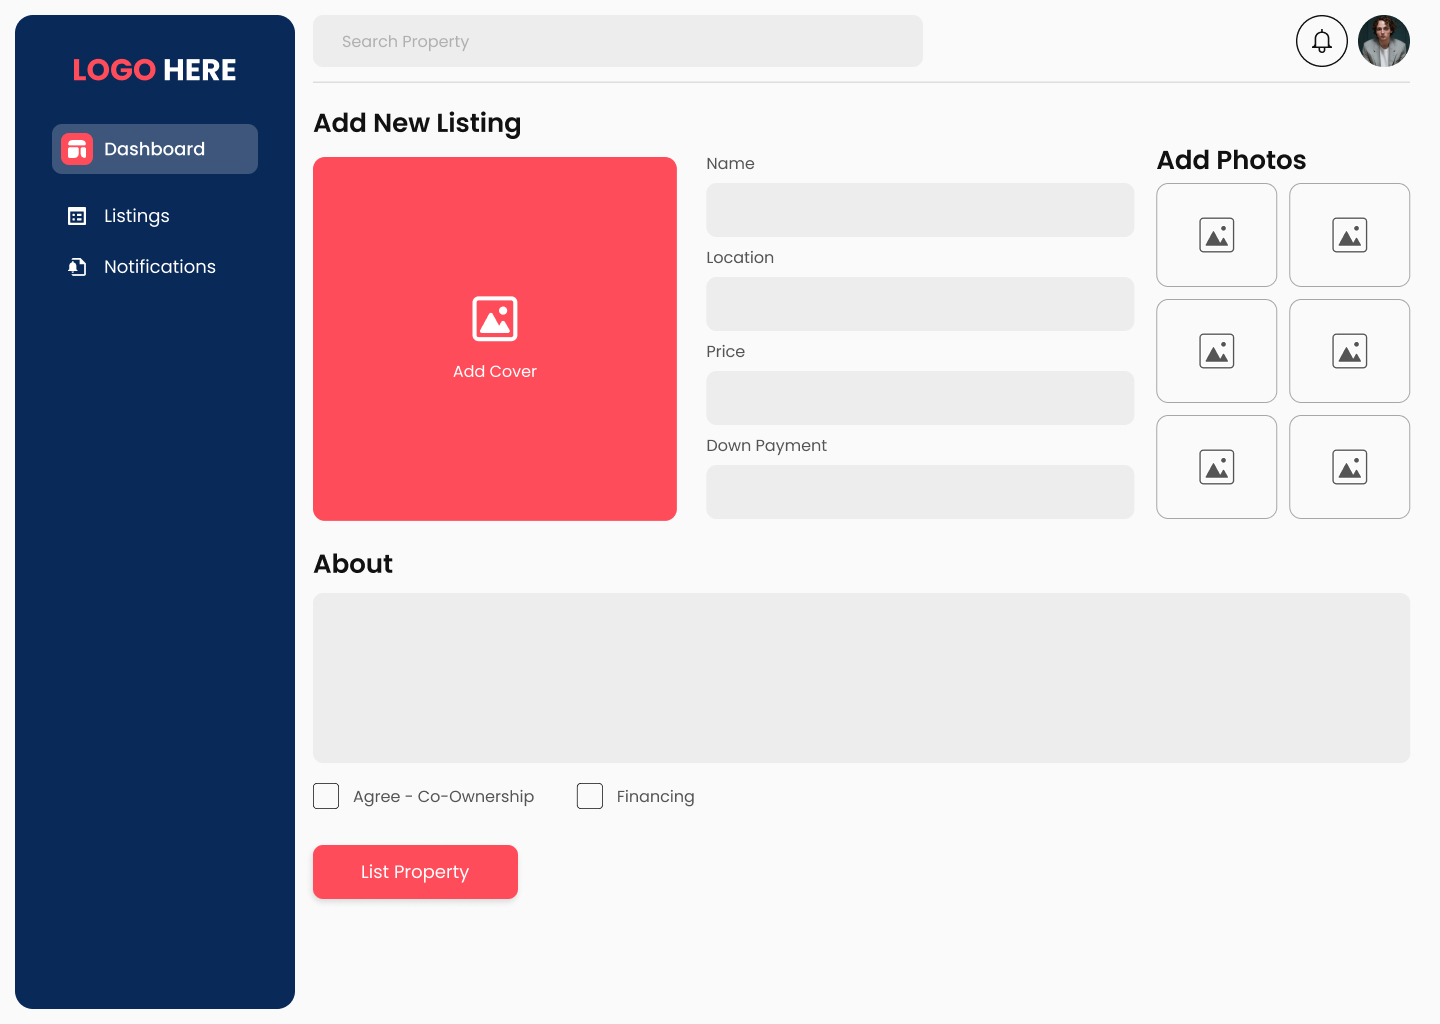 LOGO HERE
Dashboard
Listings
Notifications
Search Property
Add New Listing
Add Cover
Name
Location
Price
Down Payment
Add Photos
About
Agree - Co-Ownership
Financing
List Property